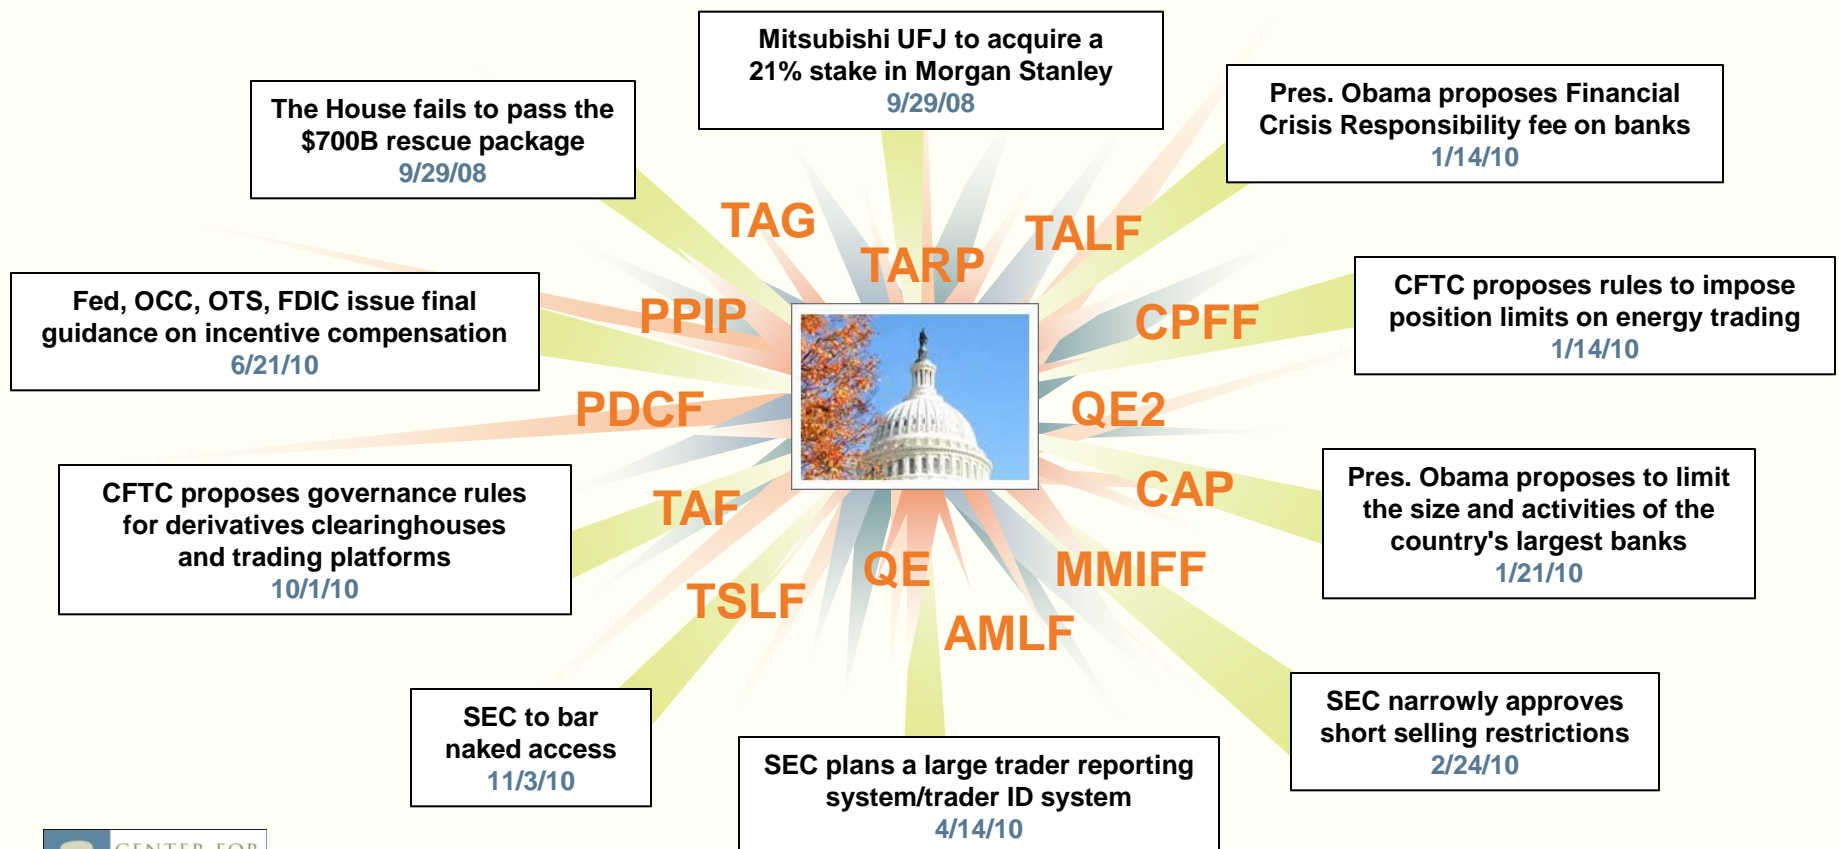 Mitsubishi UFJ to acquire a
21% stake in Morgan Stanley
9/29/08
The House fails to pass the
$700B rescue package
9/29/08
Pres. Obama proposes Financial
Crisis Responsibility fee on banks
1/14/10
TAG
TARP
TALF
Fed, OCC, OTS, FDIC issue final
guidance on incentive compensation
6/21/10
PPIP
CPFF
CFTC proposes rules to impose
position limits on energy trading
1/14/10
PDCF
QE2
CFTC proposes governance rules
for derivatives clearinghouses
and trading platforms
10/1/10
TAF
CAP
Pres. Obama proposes to limit
the size and activities of the
country's largest banks
1/21/10
TSLF
QE
AMLF
MMIFF
SEC to bar
naked access
11/3/10
SEC plans a large trader reporting
system/trader ID system
4/14/10
SEC narrowly approves
short selling restrictions
2/24/10
CENTER FOR